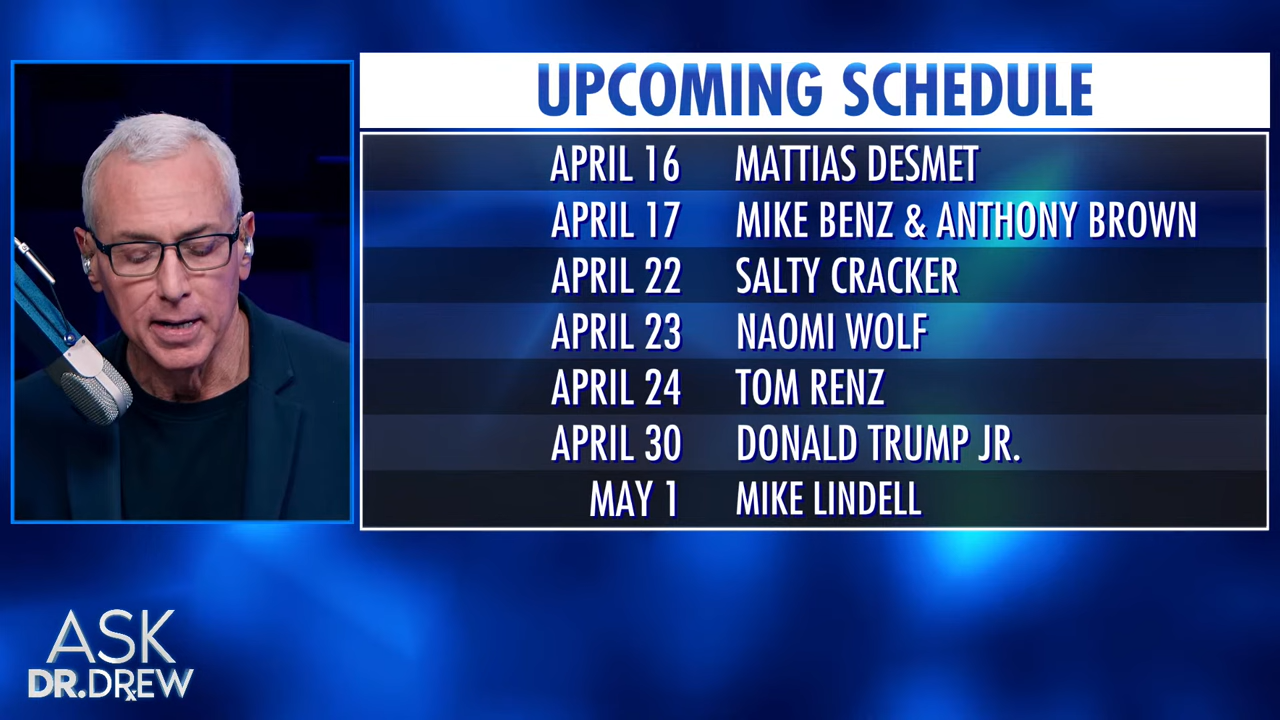 UPCOMING SCHEDULE
APRIL 16 MATTIAS DESMET
APRIL 17 MIKE BENZ & ANTHONY BROWN
APRIL 22 SALTY CRACKER
APRIL 23 NAOMI WOLF
APRIL 24 TOM RENZ
APRIL 30 DONALD TRUMP JR.
MAY 1 MIKE LINDELL
ASK
DR.DREW